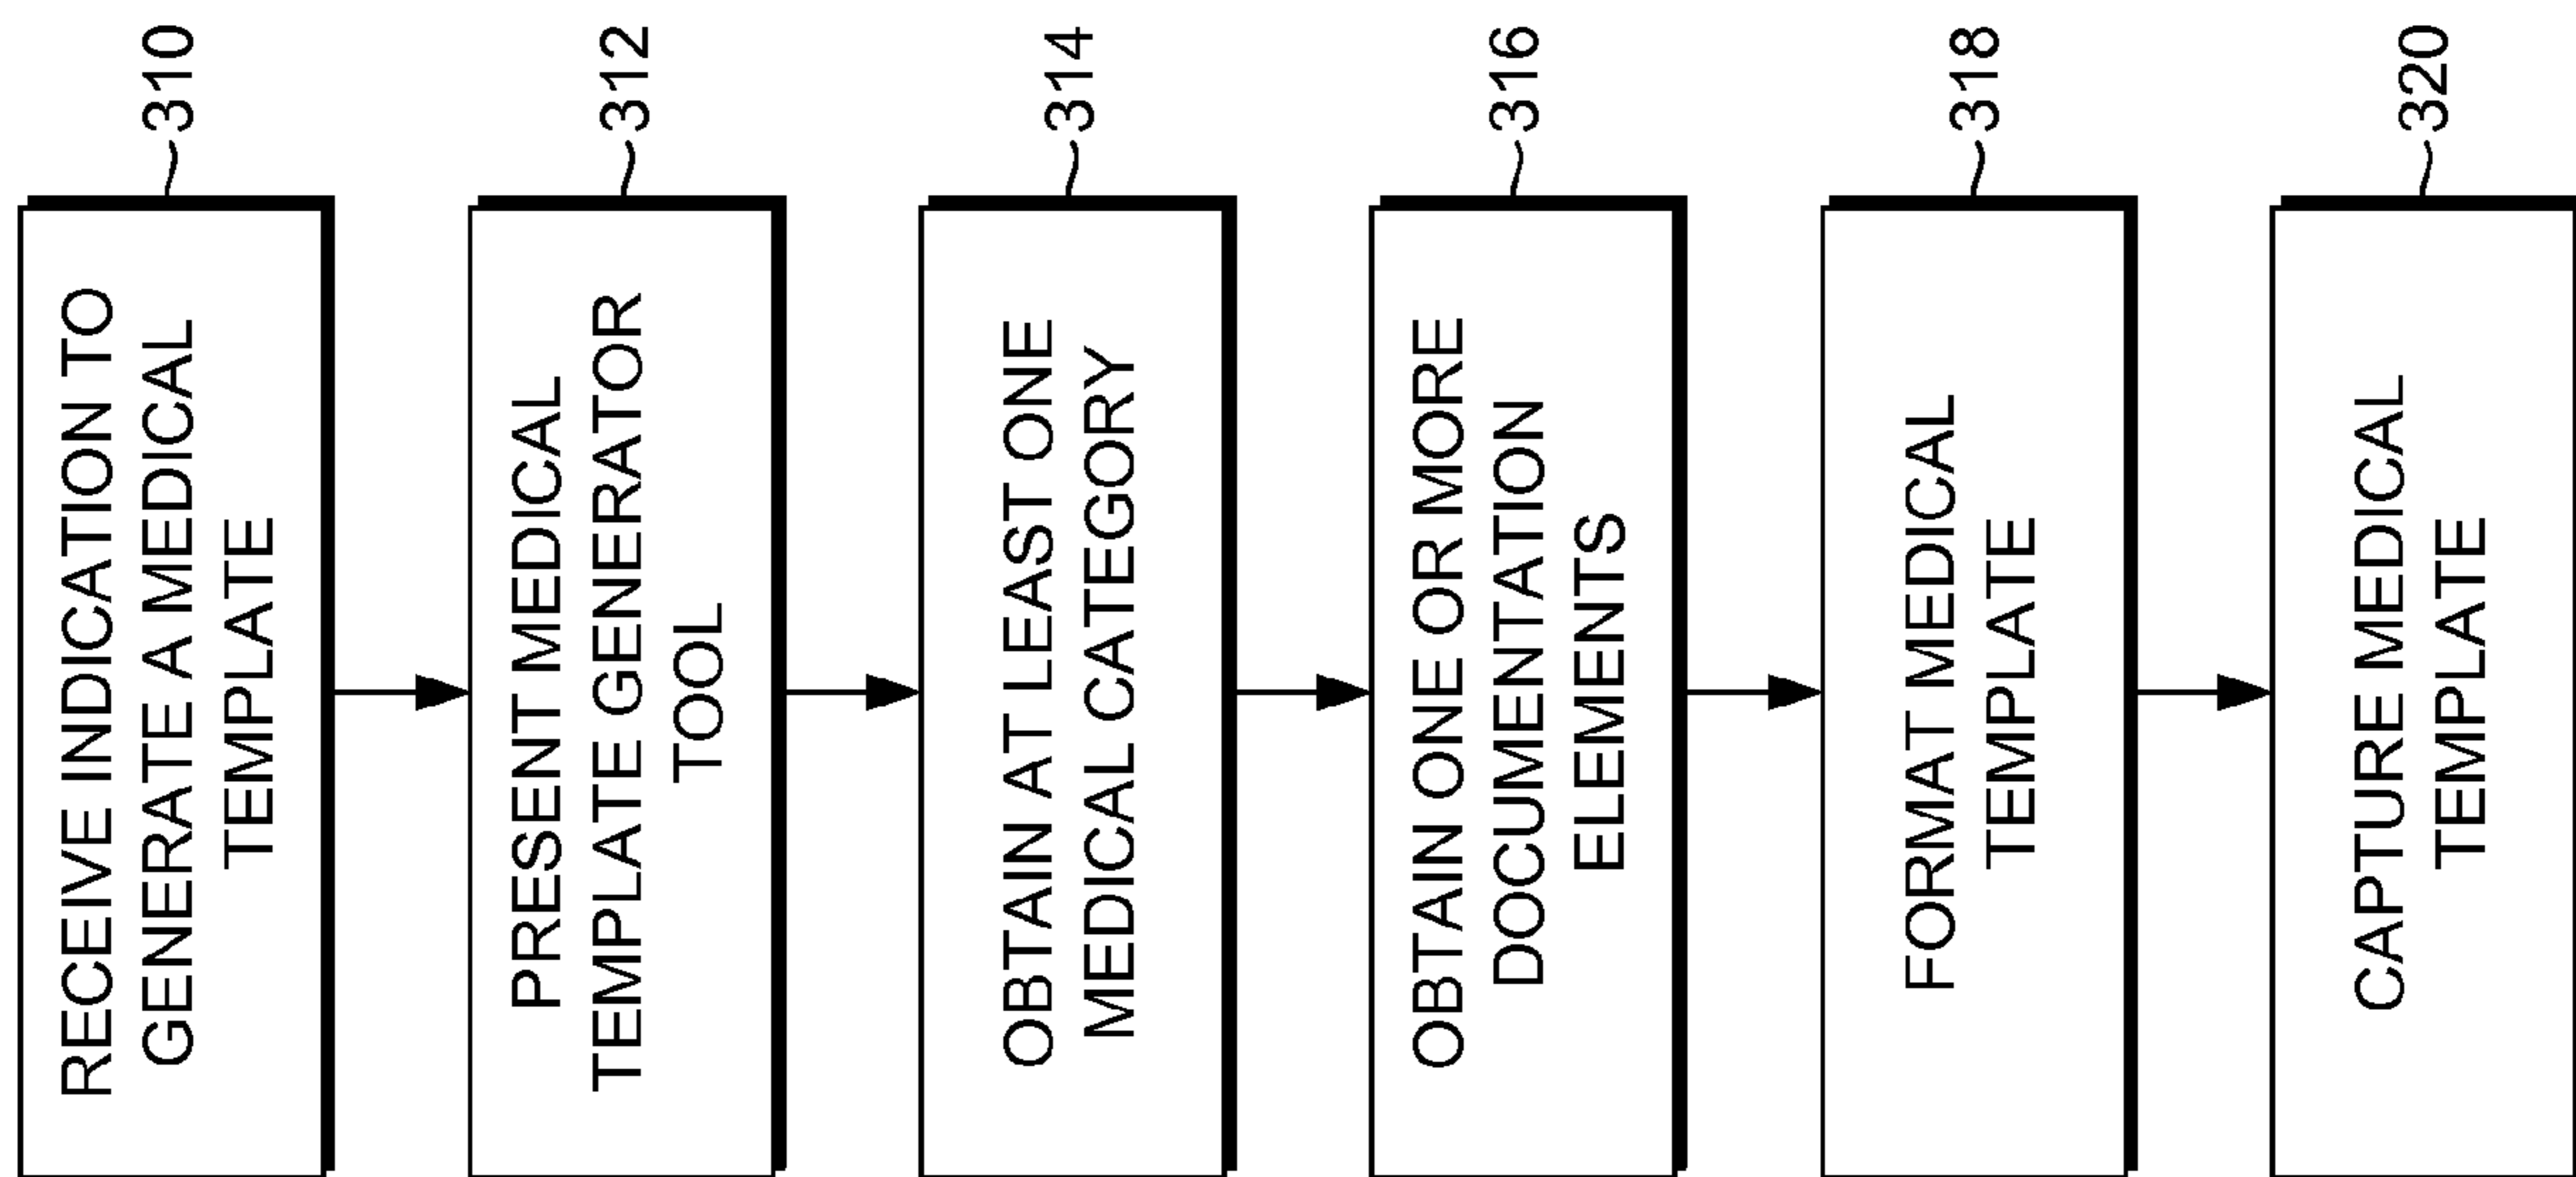 RECEIVE INDICATION TO
GENERATE A MEDICAL
TEMPLATE
310
PRESENT MEDICAL
TEMPLATE GENERATOR
TOOL
312
OBTAIN AT LEAST ONE
MEDICAL CATEGORY
314
OBTAIN ONE OR MORE
DOCUMENTATION
ELEMENTS
316
FORMAT MEDICAL
TEMPLATE
318
CAPTURE MEDICAL
TEMPLATE
320